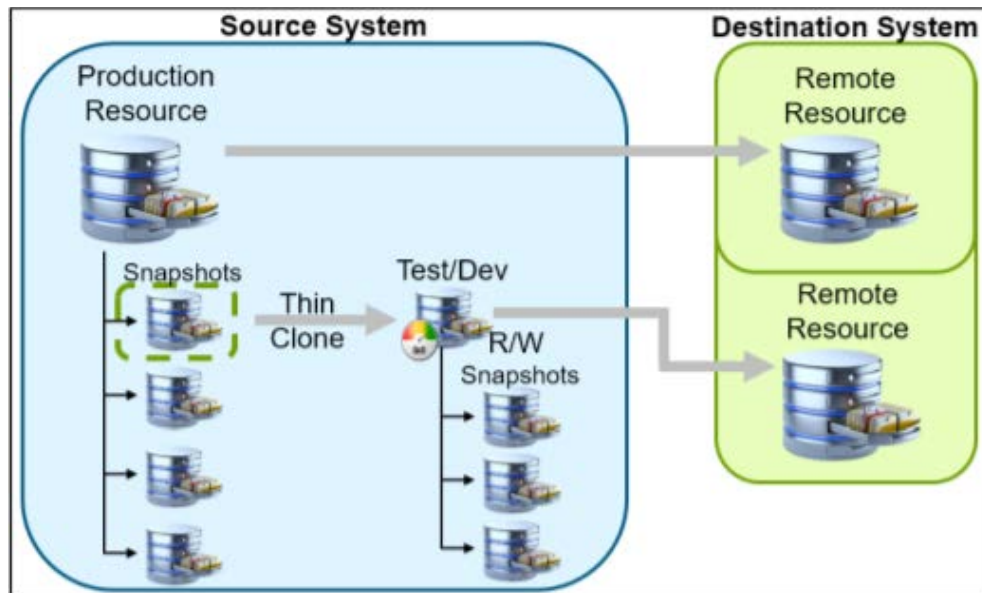 Source System
Destination System
Production
Resource
Remote
Resource
Snapshots
Thin
Clone
Test/Dev
R/W
Snapshots
Remote
Resource